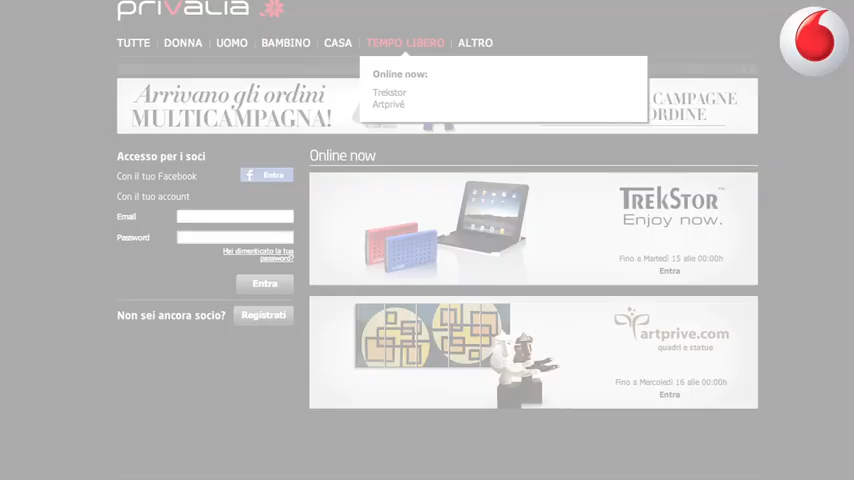 privalia
TUTTE DONNA UOMO BAMBINO CASA TEMPO LIBERO ALTRO
Online now:
Trekstor
Artprivé
Arrivano gli ordini
MULTICAMPAGNA!
CAMPAGNE
ORDINE
Accesso per i soci
Con il tuo Facebook
f Entra
Con il tuo account
Email
Password
Hai dimenticato la tua
password?
Entra
Non sei ancora socio? Registrati
Online now
TREKSTOR™
Enjoy now.
Fino a Martedì 15 alle 00:00h
Entra
artprive.com
quadri e statue
Fino a Mercoledì 16 alle 00:00h
Entra